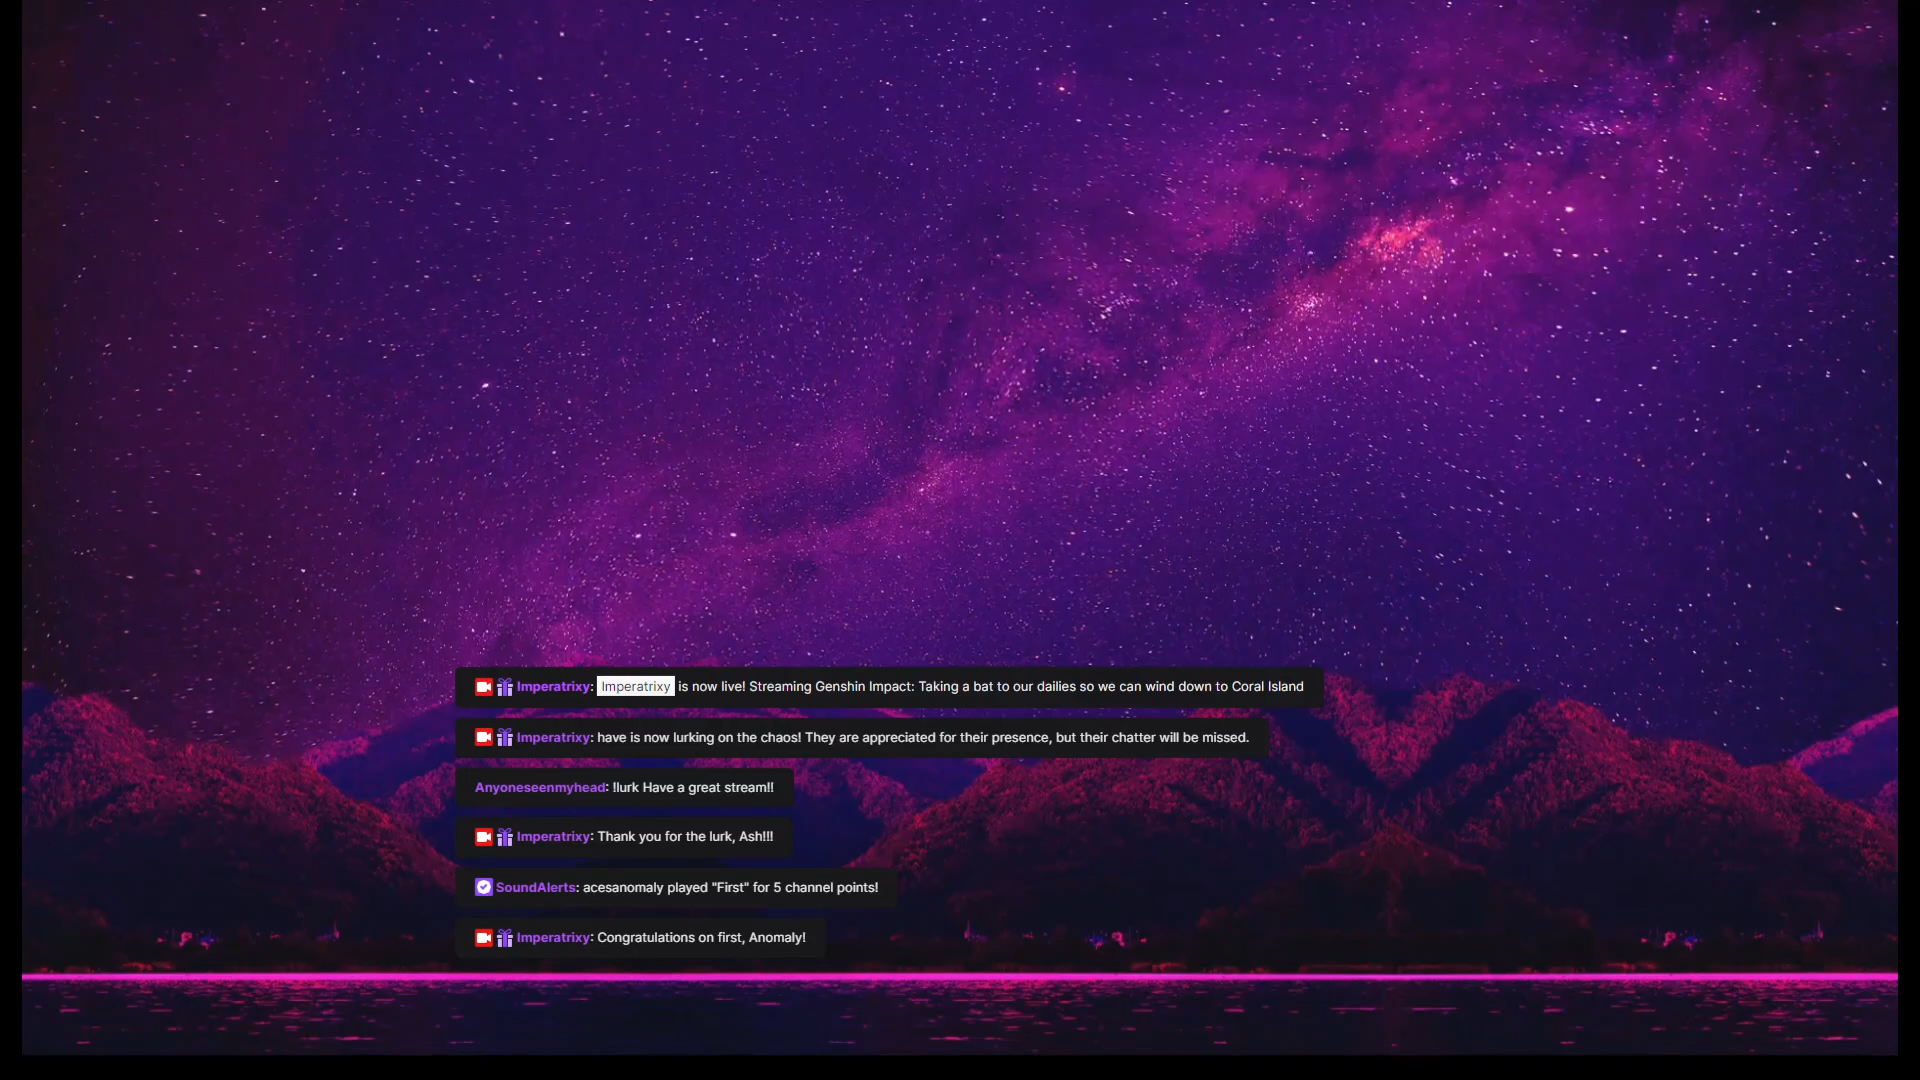 Imperatrixy: Imperatrixy is now live! Streaming Genshin Impact: Taking a bat to our dailies so we can wind down to Coral Island
Imperatrixy: have is now lurking on the chaos! They are appreciated for their presence, but their chatter will be missed.
Anyoneseenmyhead: !lurk Have a great stream!!
Imperatrixy: Thank you for the lurk, Ash!!!
SoundAlerts: acesanomaly played "First" for 5 channel points!
Imperatrixy: Congratulations on first, Anomaly!